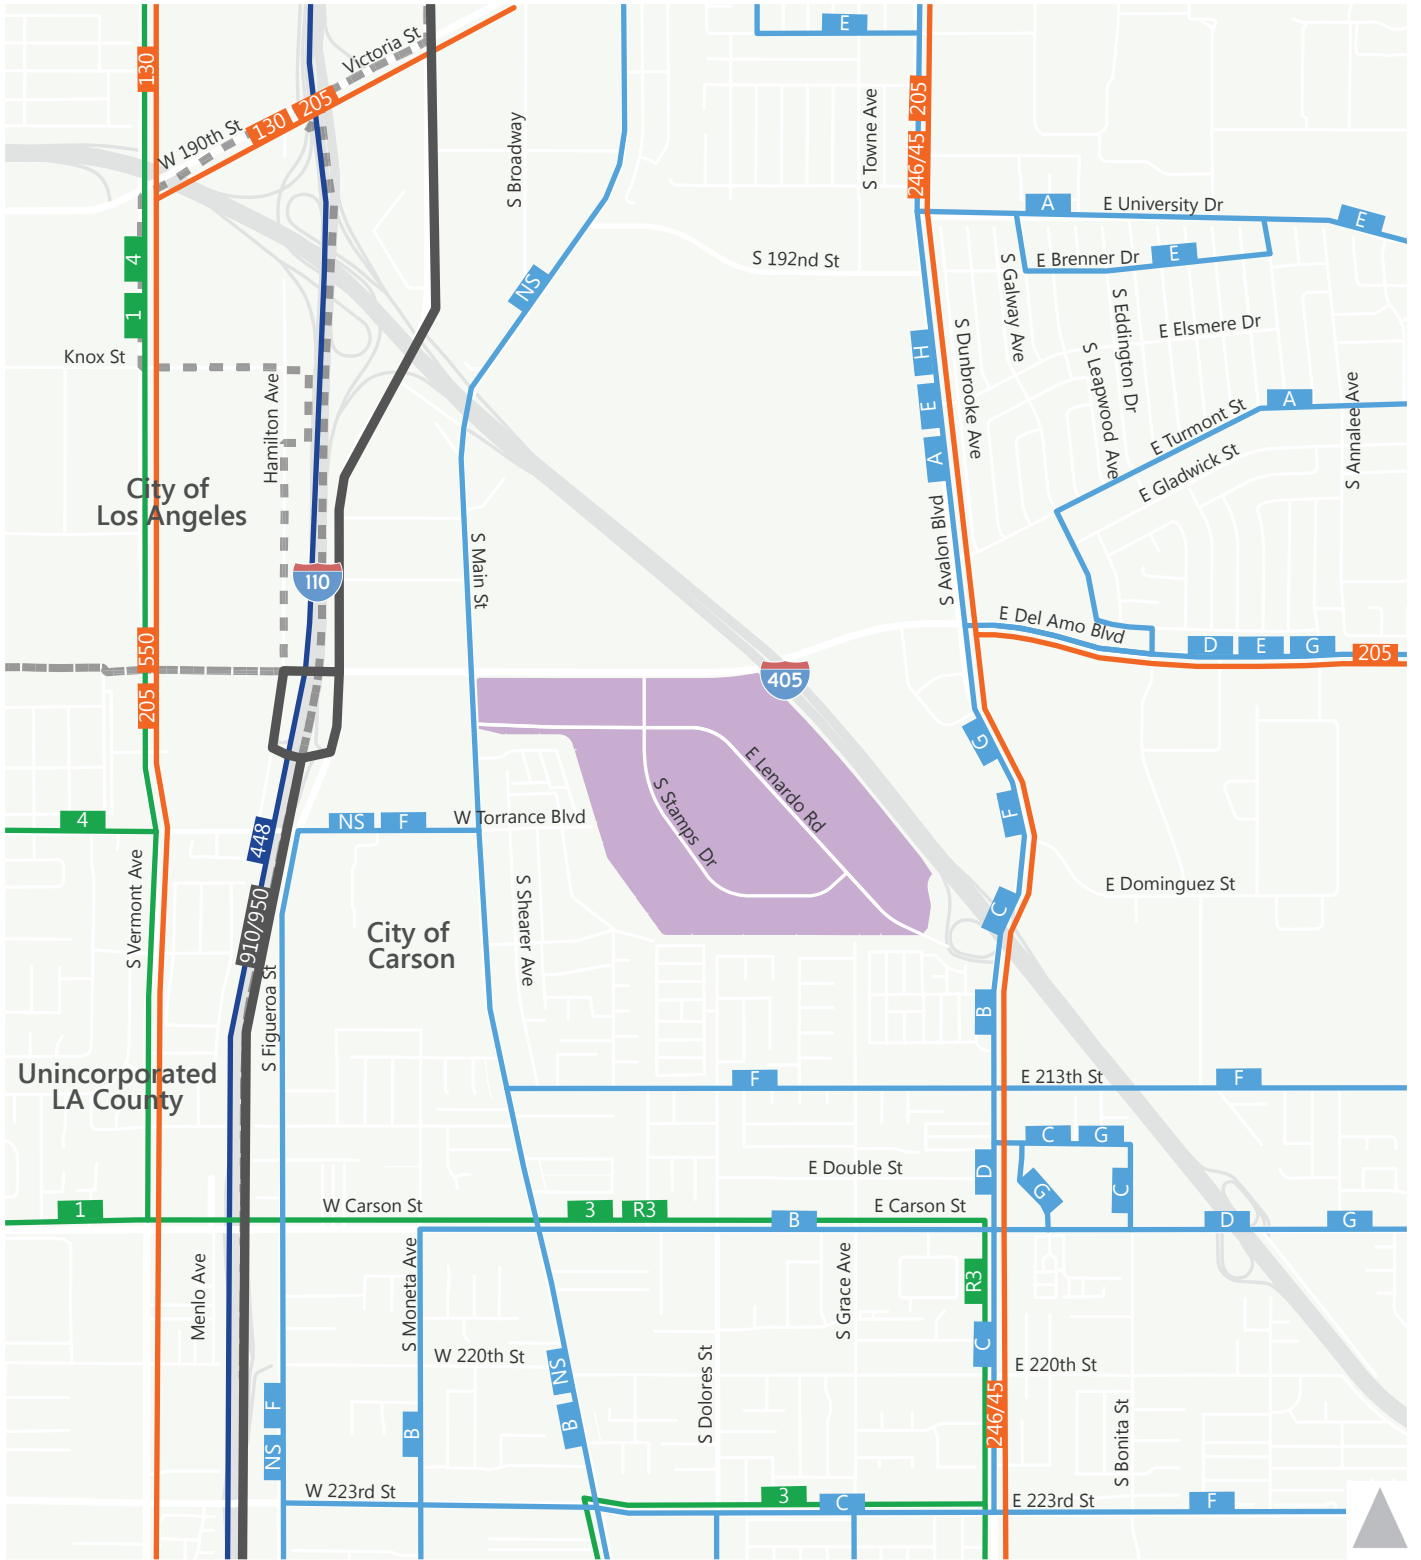 E
130
Victoria St
205
130
W 190th St
S Broadway
S Towne Ave
205
246/45
A
E University Dr
E
4
1
NS
S 192nd St
E Brenner Dr
E
S Galway Ave
S Eddington Dr
E Elsmere Dr
Knox St
Hamilton Ave
H
E
A
S Dunbrooke Ave
S Leapwood Ave
A
S Annalee Ave
E Turmont St
E Gladwick St
City of
Los Angeles
S Main St
S Avalon Blvd
110
E Del Amo Blvd
D
E
G
205
550
205
405
G
E Lenardo Rd
S Stamps Dr
F
4
448
NS
F
W Torrance Blvd
S Vermont Ave
910/950
S Shearer Ave
E Dominguez St
C
City of
Carson
S Figueroa St
B
Unincorporated
LA County
F
E 213th St
F
C
G
D
E Double St
G
C
1
W Carson St
3
R3
B
E Carson St
D
G
Menlo Ave
S Moneta Ave
S Grace Ave
R3
C
W 220th St
NS
B
S Dolores St
E 220th St
246/45
S Bonita St
F
NS
B
W 223rd St
3
C
E 223rd St
F